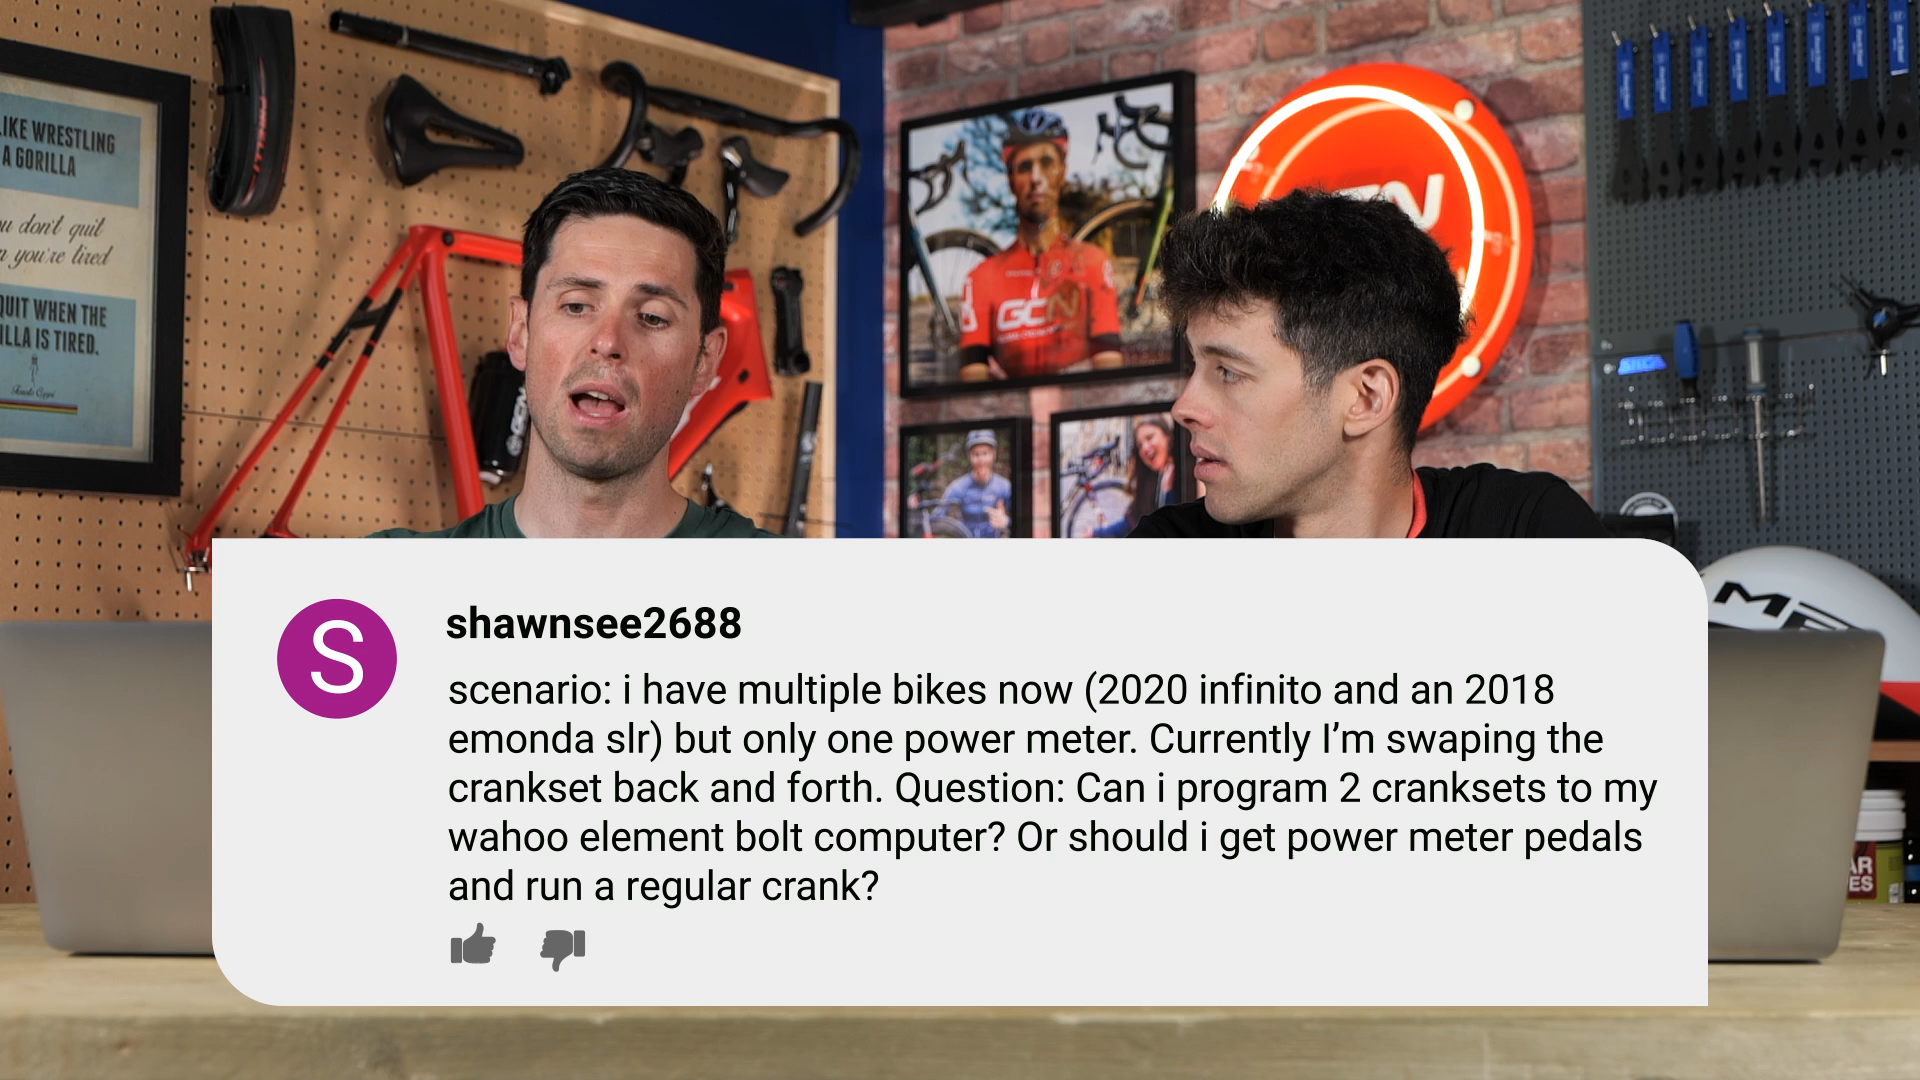 IKE WRESTLING
A GORILLA
u don't quit
n you're tired
QUIT WHEN THE
ILLA IS TIRED.
GCN
S
shawnsee2688
scenario: i have multiple bikes now (2020 infinito and an 2018
emonda slr) but only one power meter. Currently I’m swaping the
crankset back and forth. Question: Can i program 2 cranksets to my
wahoo element bolt computer? Or should i get power meter pedals
and run a regular crank?